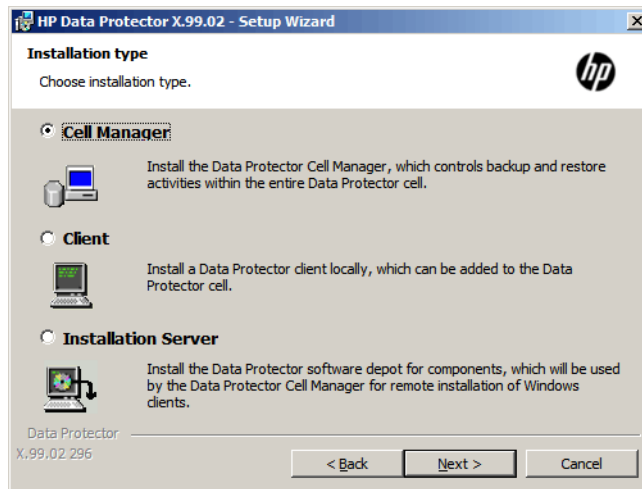 HP Data Protector X.99.02 - Setup Wizard
Installation type
Choose installation type.
hp
Cell Manager
Install the Data Protector Cell Manager, which controls backup and restore
activities within the entire Data Protector cell.
Client
Install a Data Protector client locally, which can be added to the Data
Protector cell.
Installation Server
Install the Data Protector software depot for components, which will be used
by the Data Protector Cell Manager for remote installation of Windows
clients.
Data Protector
X.99.02 296
< Back Next > Cancel